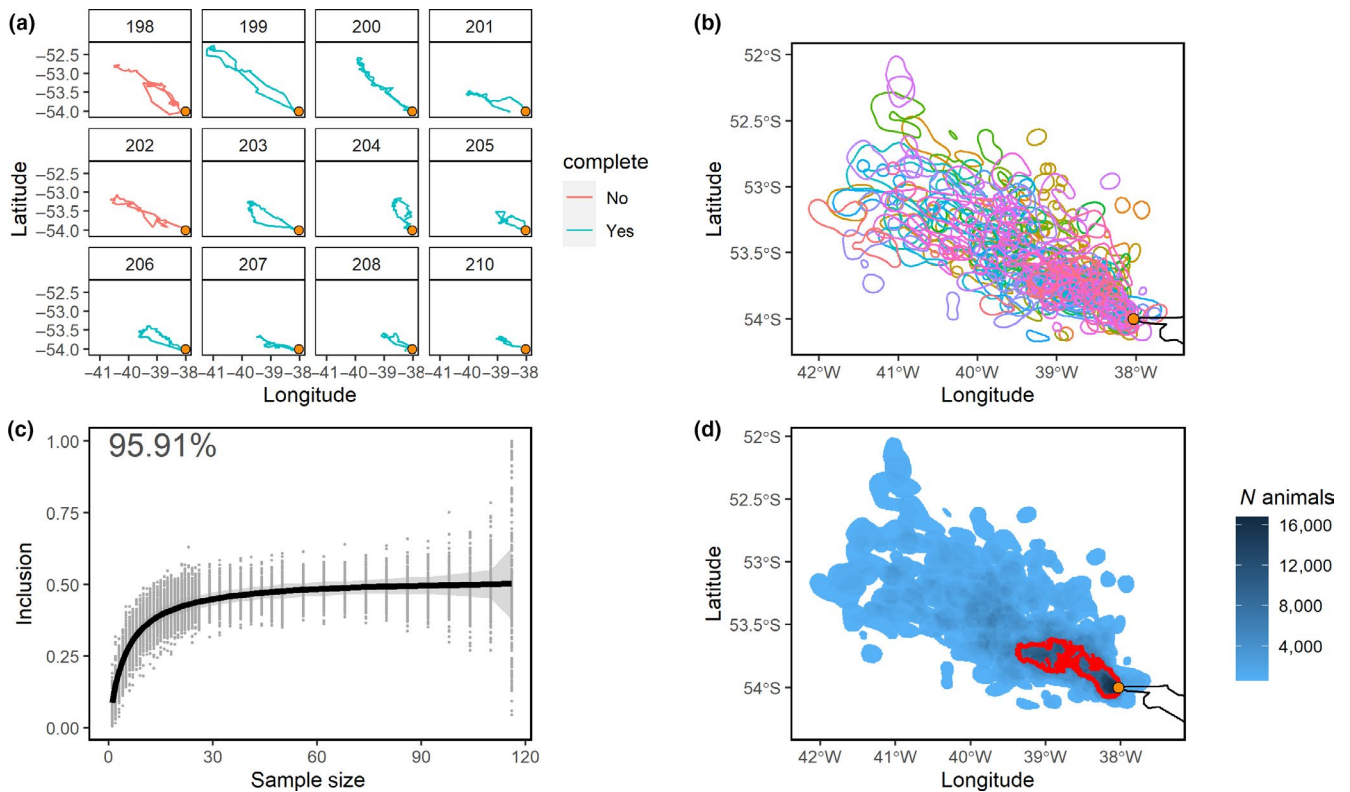 (a)
198 199 200 201
−52.5
−53.0
−53.5
−54.0
202 203 204 205
−52.5
−53.0
−53.5
−54.0
206 207 208 210
−52.5
−53.0
−53.5
−54.0
−41−40−39−38 −41−40−39−38 −41−40−39−38 −41−40−39−38
Latitude
Longitude
complete
No
Yes
(b)
52°S
52.5°S
53°S
53.5°S
54°S
42°W 41°W 40°W 39°W 38°W
Latitude
Longitude
(c)
95.91%
1.00
0.75
0.50
0.25
0.00
0 30 60 90 120
Inclusion
Sample size
(d)
52°S
52.5°S
53°S
53.5°S
54°S
42°W 41°W 40°W 39°W 38°W
Latitude
Longitude
N animals
16,000
12,000
8,000
4,000